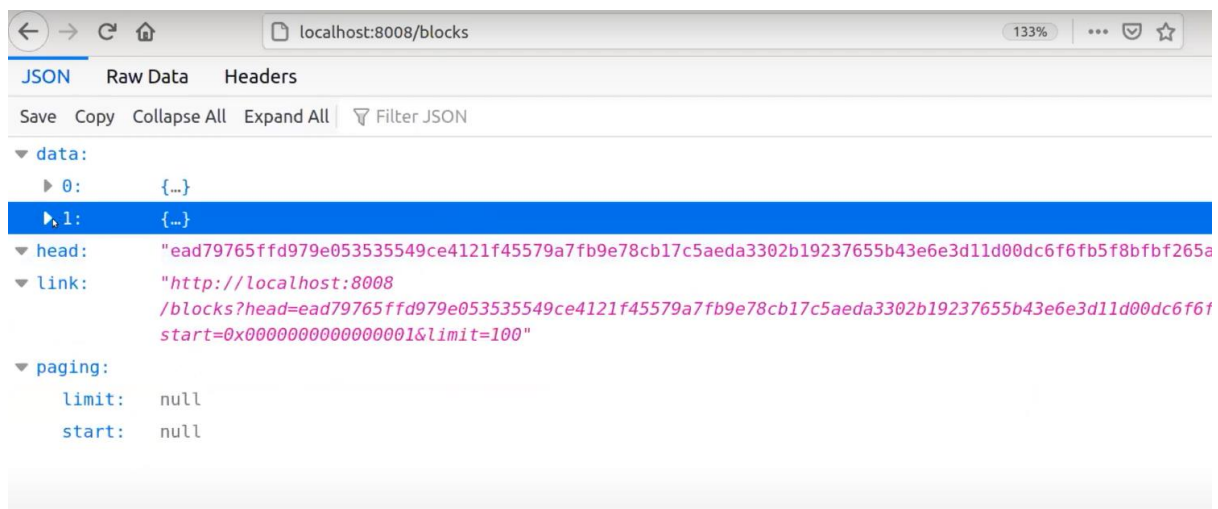 localhost:8008/blocks 133%
JSON Raw Data Headers
Save Copy Collapse All Expand All Filter JSON
data:
0: {…}
1: {…}
head: "ead79765ffd979e053535549ce4121f45579a7fb9e78cb17c5aeda3302b19237655b43e6e3d11d00dc6f6fb5f8bfbf265a
link: "http://localhost:8008
/blocks?head=ead79765ffd979e053535549ce4121f45579a7fb9e78cb17c5aeda3302b19237655b43e6e3d11d00dc6f6f
start=0x0000000000000001&limit=100"
paging:
limit: null
start: null